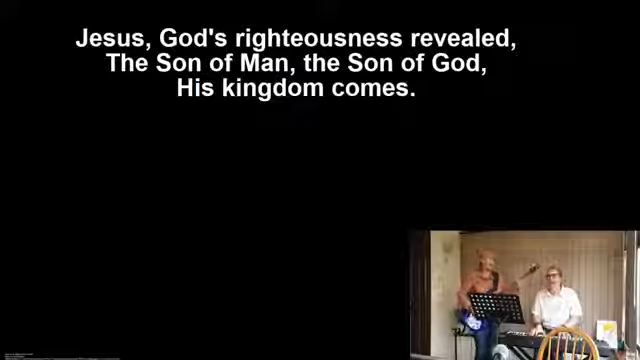 Jesus, God's righteousness revealed,
The Son of Man, the Son of God,
His kingdom comes.